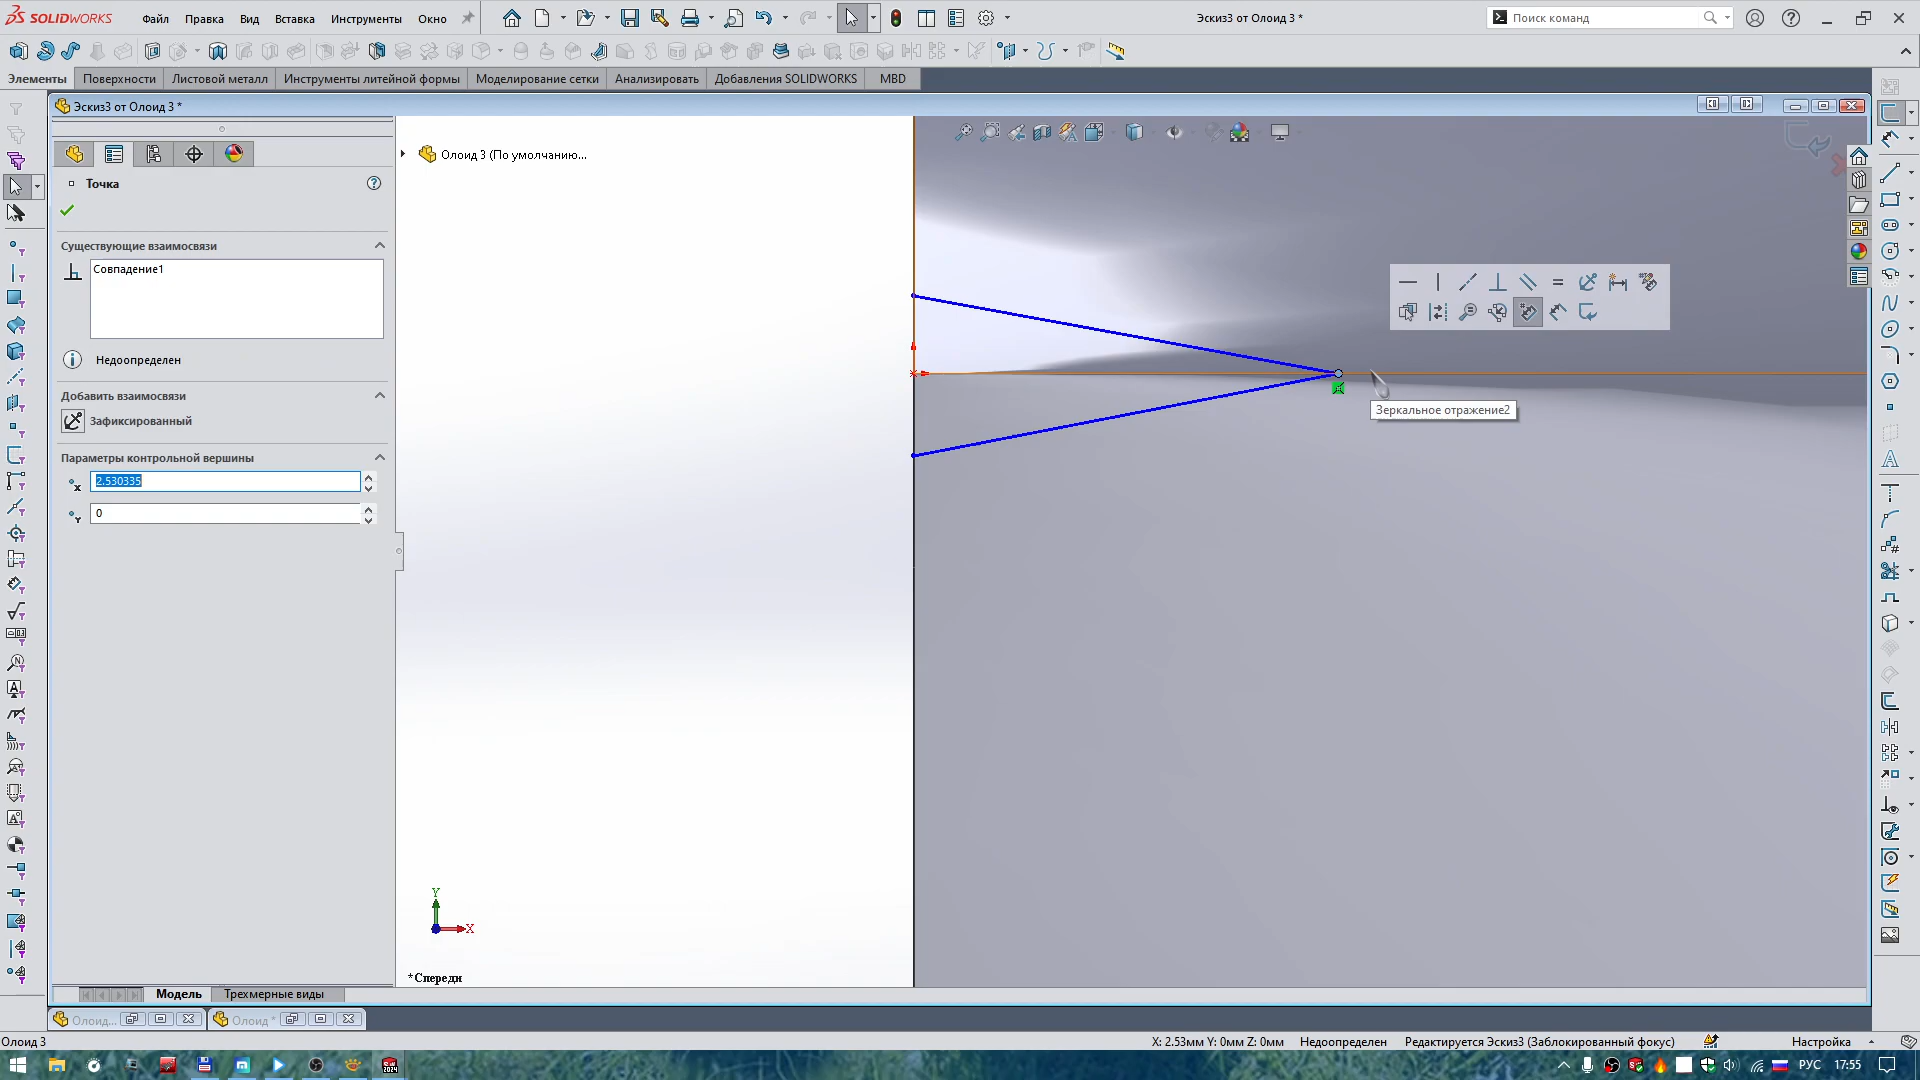 SOLIDWORKS
Файл
Правка
Вид
Вставка
Инструменты
Окно
Эскиз3 от Олоид 3 *
Поиск команд
Элементы
Поверхности
Листовой металл
Инструменты литейной формы
Моделирование сетки
Анализировать
Добавления SOLIDWORKS
MBD
Эскиз3 от Олоид 3 *
Олоид 3 (По умолчанию...
Точка
Существующие взаимосвязи
Совпадение1
Недоопределен
Добавить взаимосвязи
Зафиксированный
Параметры контрольной вершины
2.530335
0
Зеркальное отражение2
Y
X
*Спереди
Модель
Трехмерные виды
Олоид...
Олоид *
Олоид 3
X: 2.53мм Y: 0мм Z: 0мм
Недоопределен
Редактируется Эскиз3 (Заблокированный фокус)
Настройка
РУС
17:55